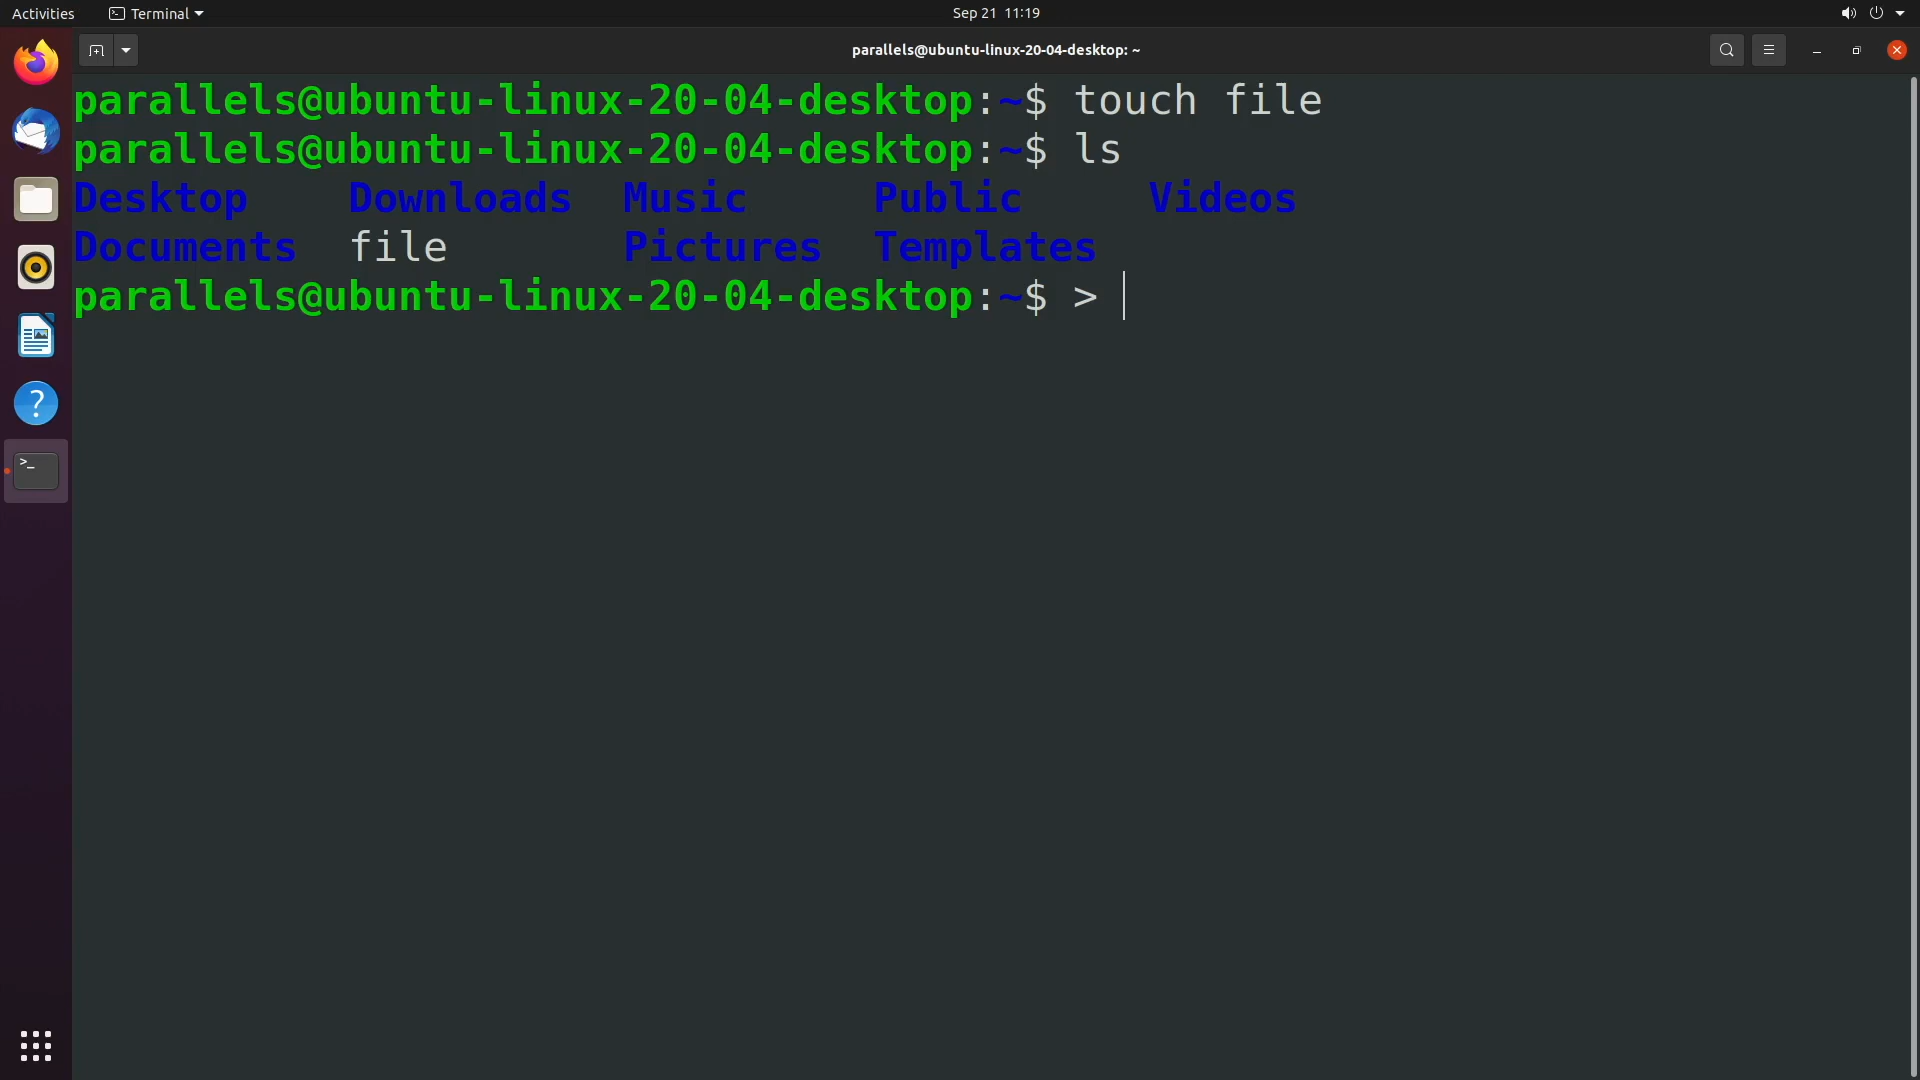 Activities Terminal Sep 21 11:19
parallels@ubuntu-linux-20-04-desktop: ~
parallels@ubuntu-linux-20-04-desktop:~$ touch file
parallels@ubuntu-linux-20-04-desktop:~$ ls
Desktop Downloads Music Public Videos
Documents file Pictures Templates
parallels@ubuntu-linux-20-04-desktop:~$ >